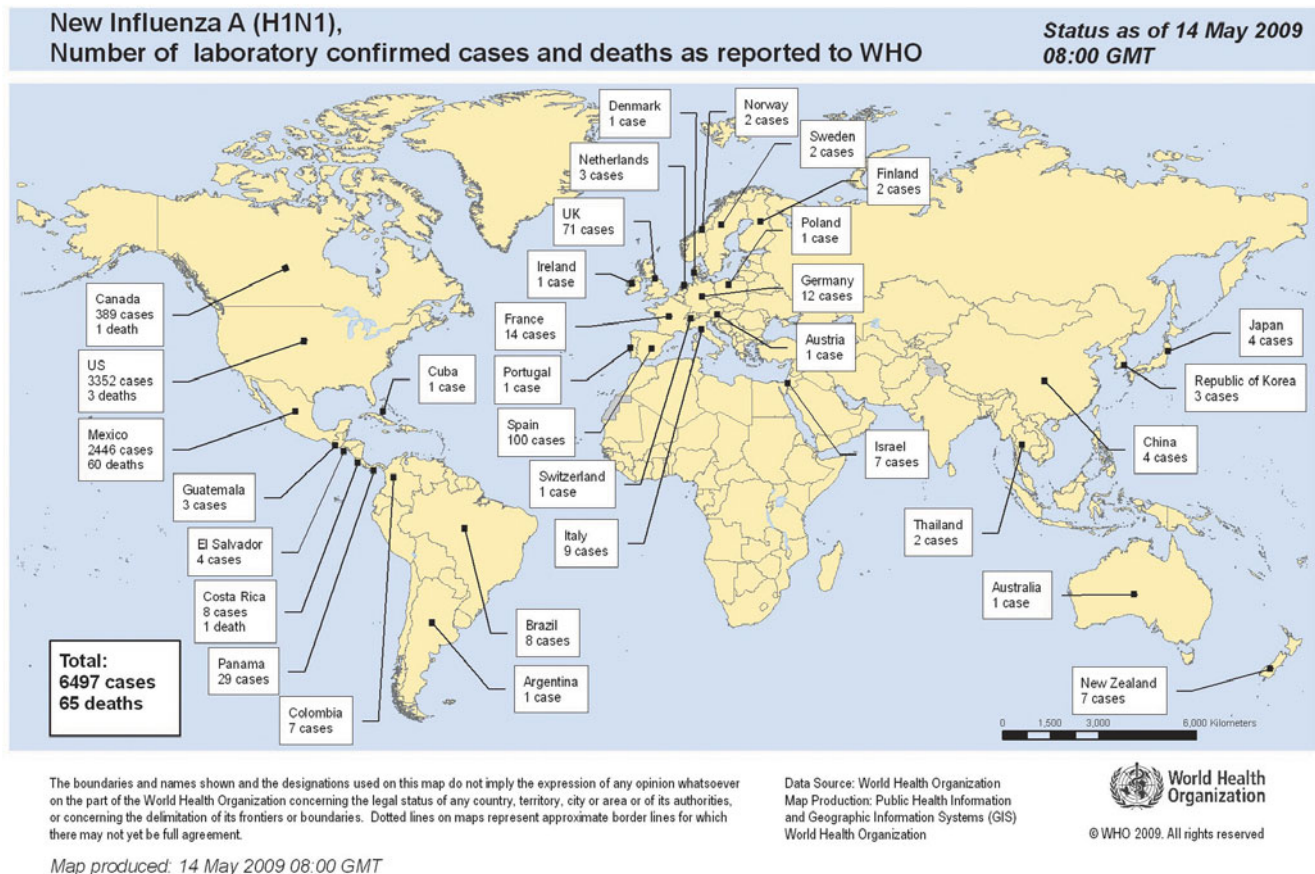 New Influenza A (H1N1),
Number of laboratory confirmed cases and deaths as reported to WHO
Status as of 14 May 2009
08:00 GMT
Denmark
1 case
Norway
2 cases
Sweden
2 cases
Netherlands
3 cases
Finland
2 cases
UK
71 cases
Poland
1 case
Ireland
1 case
Germany
12 cases
Canada
389 cases
1 death
France
14 cases
Austria
1 case
Japan
4 cases
US
3352 cases
3 deaths
Cuba
1 case
Portugal
1 case
Republic of Korea
3 cases
Mexico
2446 cases
60 deaths
Spain
100 cases
Israel
7 cases
China
4 cases
Guatemala
3 cases
Switzerland
1 case
El Salvador
4 cases
Italy
9 cases
Thailand
2 cases
Costa Rica
8 cases
1 death
Australia
1 case
Brazil
8 cases
Panama
29 cases
Argentina
1 case
New Zealand
7 cases
Colombia
7 cases
Total:
6497 cases
65 deaths
0 1,500 3,000 6,000 Kilometers
The boundaries and names shown and the designations used on this map do not imply the expression of any opinion whatsoever
on the part of the World Health Organization concerning the legal status of any country, territory, city or area or of its authorities,
or concerning the delimitation of its frontiers or boundaries. Dotted lines on maps represent approximate border lines for which
there may not yet be full agreement.
Data Source: World Health Organization
Map Production: Public Health Information
and Geographic Information Systems (GIS)
World Health Organization
World Health
Organization
© WHO 2009. All rights reserved
Map produced: 14 May 2009 08:00 GMT